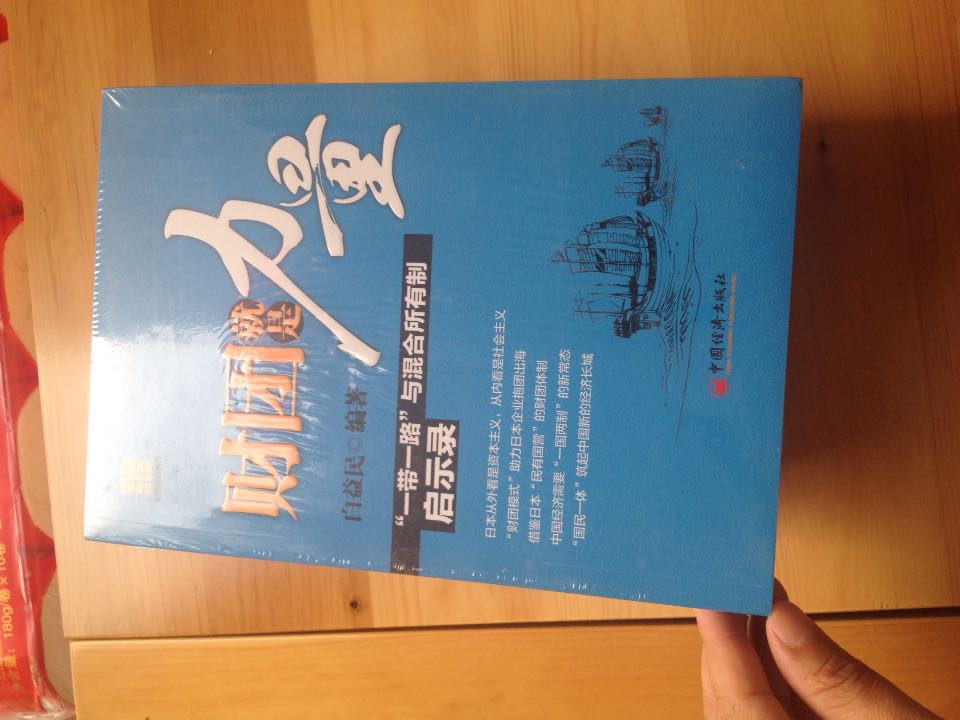 财团就是力量
白益民◎编著
“一带一路”与混合所有制
启示录
日本从外看是资本主义，从内看是社会主义
“财团模式”助力日本企业抱团出海
借鉴日本“民有国营”的财团体制
中国经济需要“一国两制”的新常态
“国民一体”筑起中国新的经济长城
中国经济出版社
180g/卷×10卷